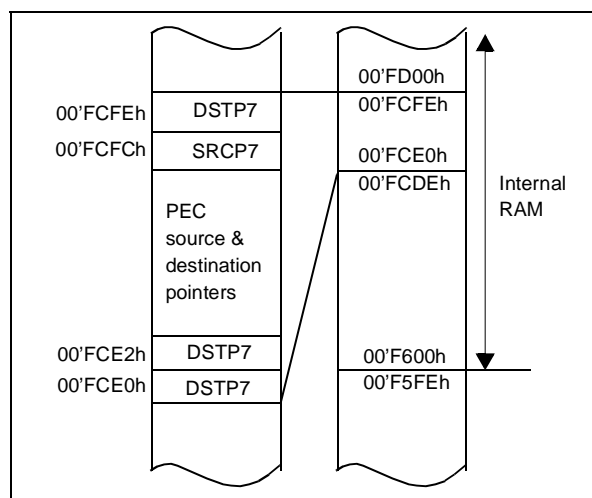 00'FD00h
00'FCFEh DSTP7 00'FCFEh
00'FCFCh SRCP7 00'FCE0h
00'FCDEh
Internal
RAM
PEC
source &
destination
pointers
00'FCE2h DSTP7 00'F600h
00'FCE0h DSTP7 00'F5FEh